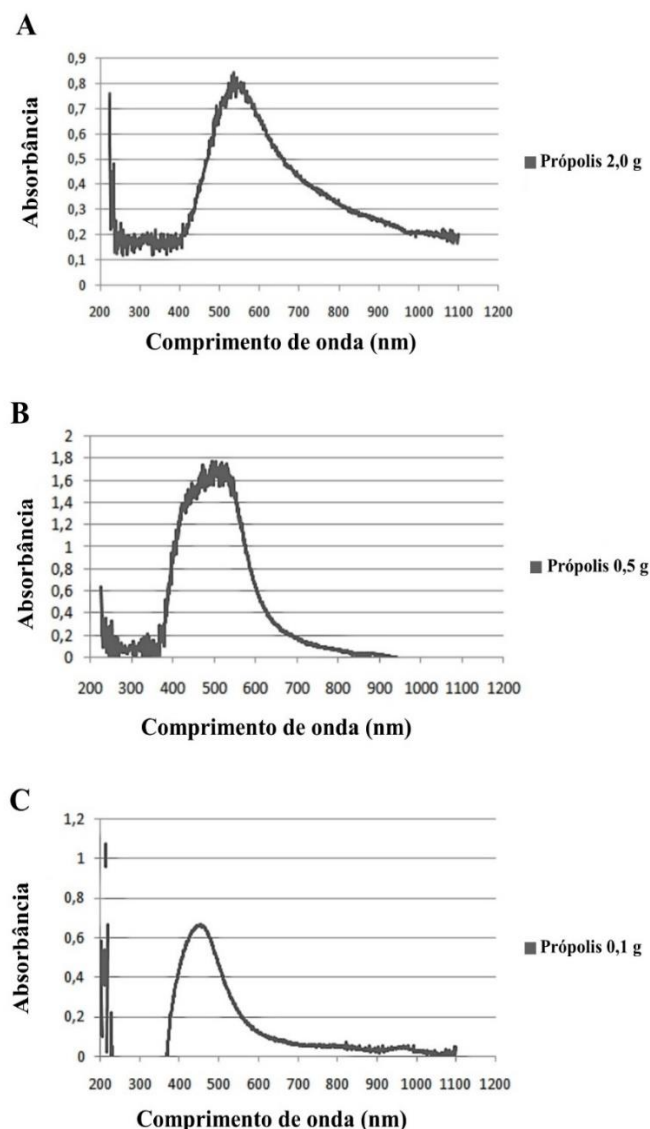 A
Absorbância
0,9
0,8
0,7
0,6
0,5
0,4
0,3
0,2
0,1
0
200 300 400 500 600 700 800 900 1000 1100 1200
Comprimento de onda (nm)
Própolis 2,0 g
B
Absorbância
2
1,8
1,6
1,4
1,2
1
0,8
0,6
0,4
0,2
0
200 300 400 500 600 700 800 900 1000 1100 1200
Comprimento de onda (nm)
Própolis 0,5 g
C
Absorbância
1,2
1
0,8
0,6
0,4
0,2
0
200 300 400 500 600 700 800 900 1000 1100 1200
Comprimento de onda (nm)
Própolis 0,1 g